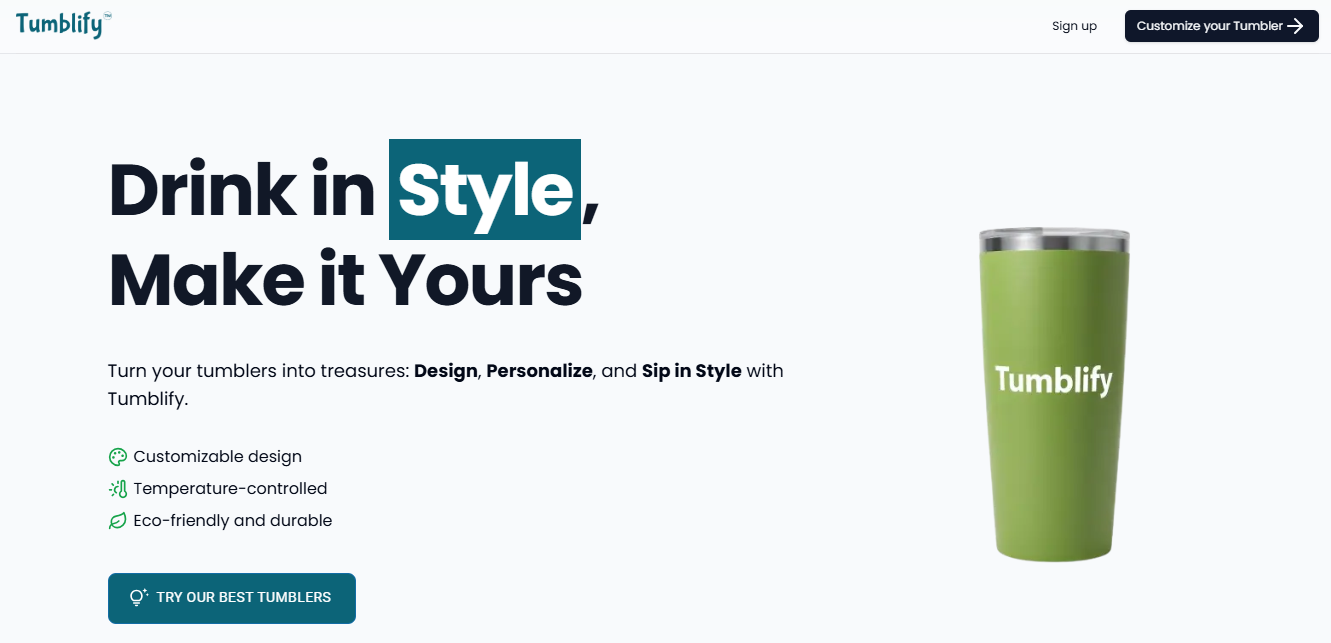 Tumblify™
Sign up
Customize your Tumbler
Drink in Style,
Make it Yours
Turn your tumblers into treasures: Design, Personalize, and Sip in Style with
Tumblify.
Customizable design
Temperature-controlled
Eco-friendly and durable
TRY OUR BEST TUMBLERS
Tumblify